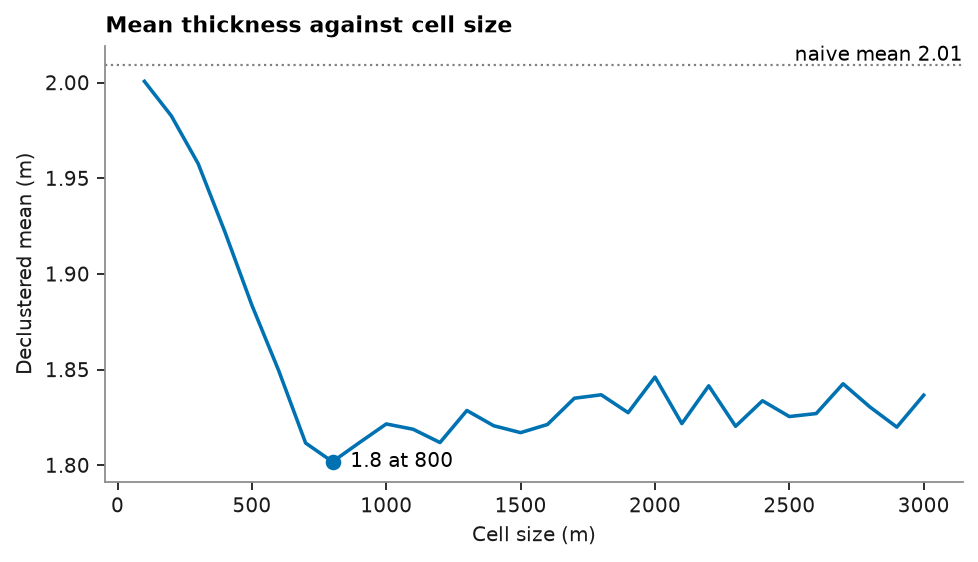 Mean thickness against cell size
naive mean 2.01
2.00
1.95
1.90
1.85
1.80
Declustered mean (m)
1.8 at 800
0 500 1000 1500 2000 2500 3000
Cell size (m)